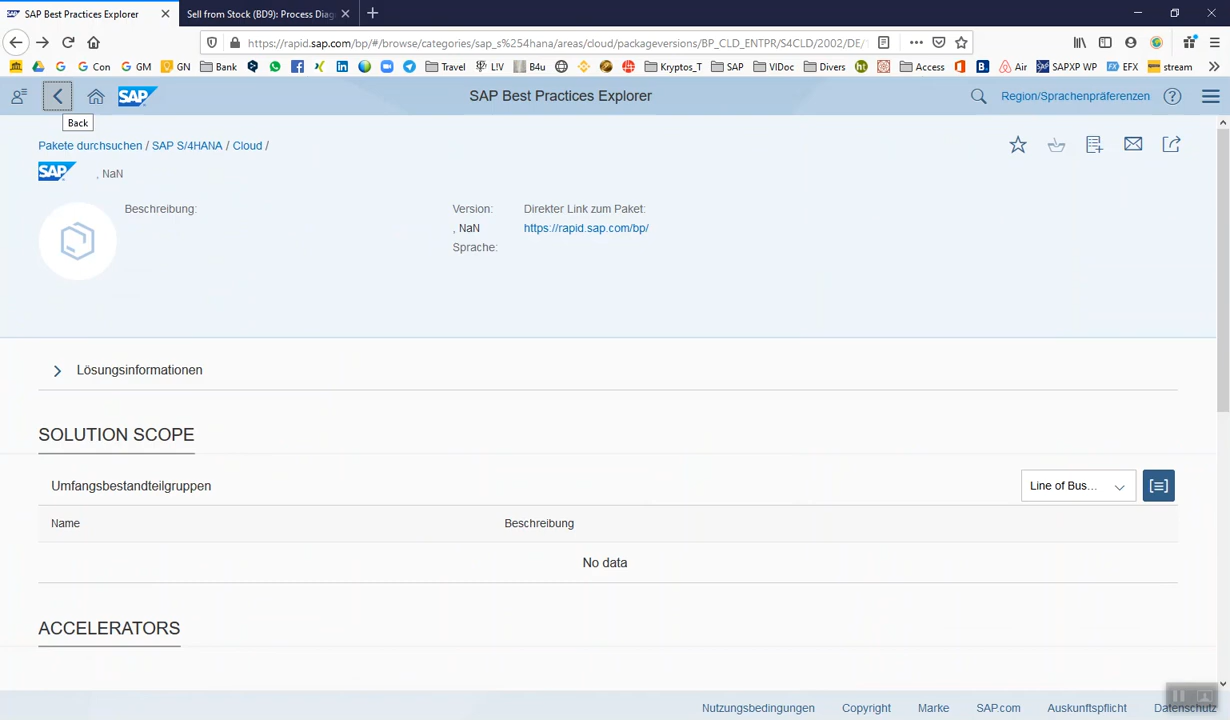 SAP Best Practices Explorer
Sell from Stock (BD9): Process Diag
https://rapid.sap.com/bp/#/browse/categories/sap_s%254hana/areas/cloud/packageversions/BP_CLD_ENTPR/S4CLD/2002/DE/
G Con G GM GN Bank L!V B4u Kryptos_T SAP VIDoc Divers ht Access B. Air SAPXP WP EFX stream
SAP
SAP Best Practices Explorer
Region/Sprachenpräferenzen
Back
Pakete durchsuchen / SAP S/4HANA / Cloud /
SAP , NaN
Beschreibung: Version: Direkter Link zum Paket:
, NaN https://rapid.sap.com/bp/
Sprache:
Lösungsinformationen
SOLUTION SCOPE
Umfangsbestandteilgruppen Line of Bus...
Name Beschreibung
No data
ACCELERATORS
Nutzungsbedingungen Copyright Marke SAP.com Auskunftspflicht Datenschutz